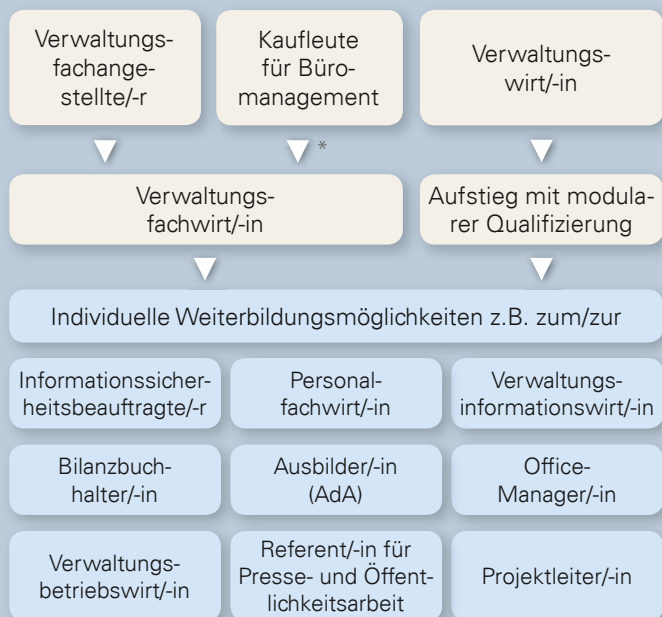 Verwaltungs-
fachange-
stellte/-r
Kaufleute
für Büro-
management
Verwaltungs-
wirt/-in
*
Verwaltungs-
fachwirt/-in
Aufstieg mit modula-
rer Qualifizierung
Individuelle Weiterbildungsmöglichkeiten z.B. zum/zur
Informationssicher-
heitsbeauftragte/-r
Personal-
fachwirt/-in
Verwaltungs-
informationswirt/-in
Bilanzbuch-
halter/-in
Ausbilder/-in
(AdA)
Office-
Manager/-in
Verwaltungs-
betriebswirt/-in
Referent/-in für
Presse- und Öffent-
lichkeitsarbeit
Projektleiter/-in